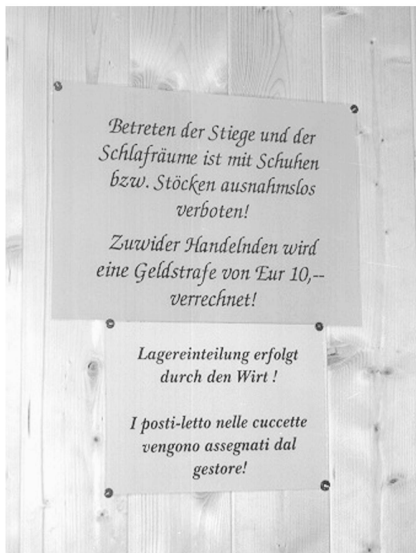 Betreten der Stiege und der
Schlafräume ist mit Schuhen
bzw. Stöcken ausnahmslos
verboten!
Zuwider Handelnden wird
eine Geldstrafe von Eur 10,--
verrechnet!
Lagereinteilung erfolgt
durch den Wirt !
I posti-letto nelle cuccette
vengono assegnati dal
gestore!